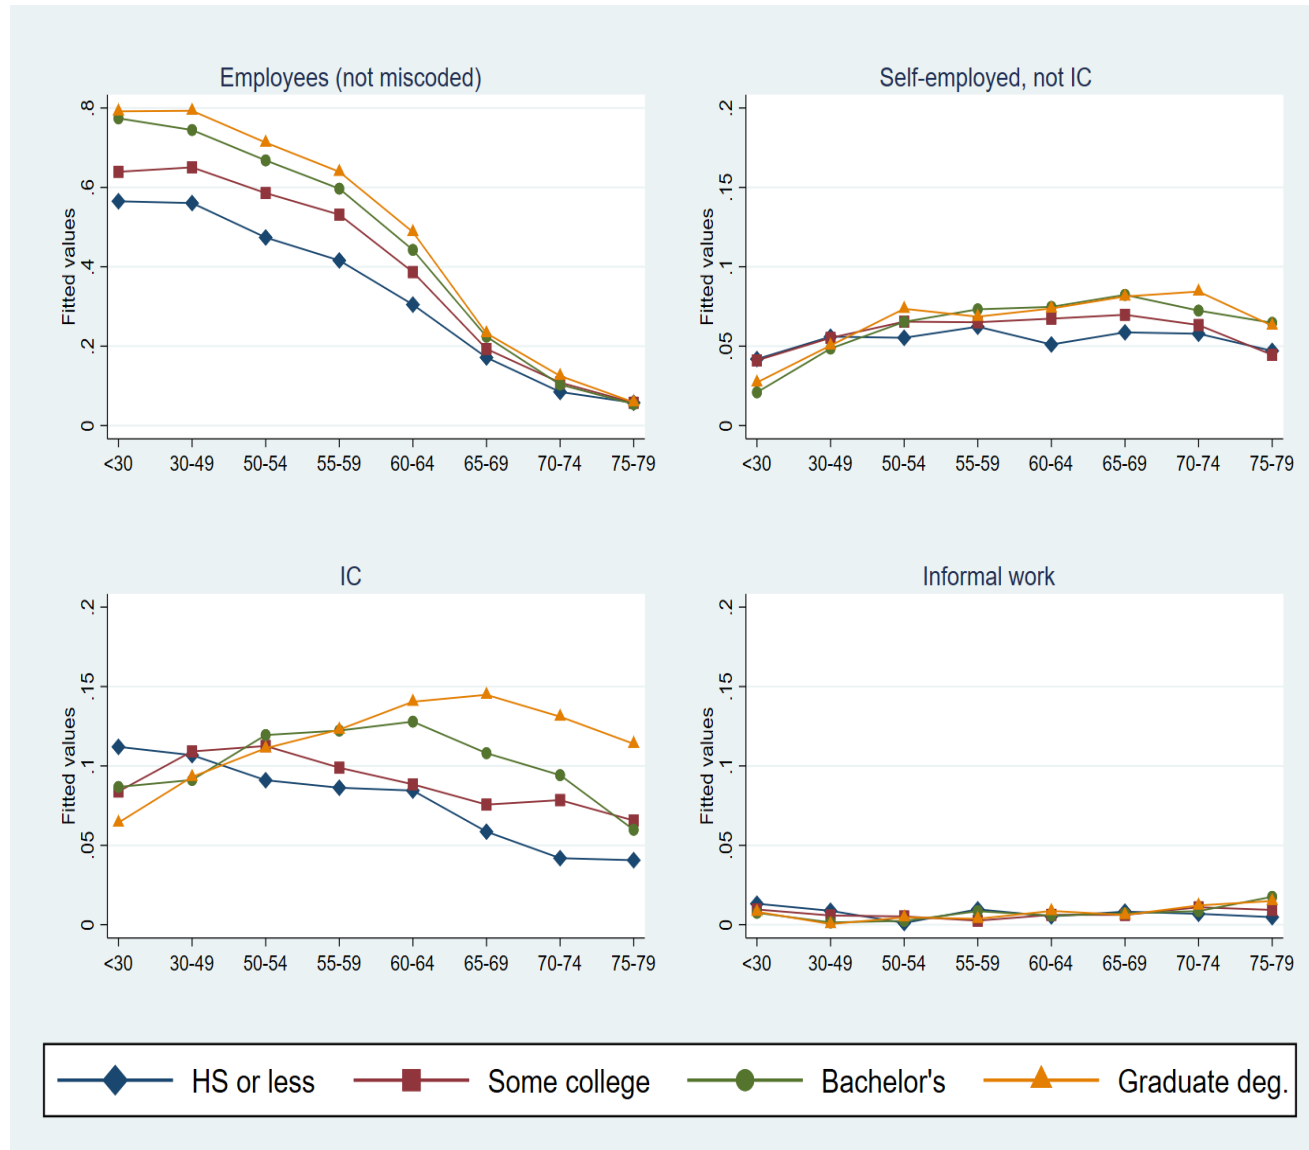 Employees (not miscoded)
Fitted values
.8
.6
.4
.2
0
<30 30-49 50-54 55-59 60-64 65-69 70-74 75-79
Self-employed, not IC
Fitted values
.2
.15
.1
.05
0
<30 30-49 50-54 55-59 60-64 65-69 70-74 75-79
IC
Fitted values
.2
.15
.1
.05
0
<30 30-49 50-54 55-59 60-64 65-69 70-74 75-79
Informal work
Fitted values
.2
.15
.1
.05
0
<30 30-49 50-54 55-59 60-64 65-69 70-74 75-79
HS or less Some college Bachelor's Graduate deg.